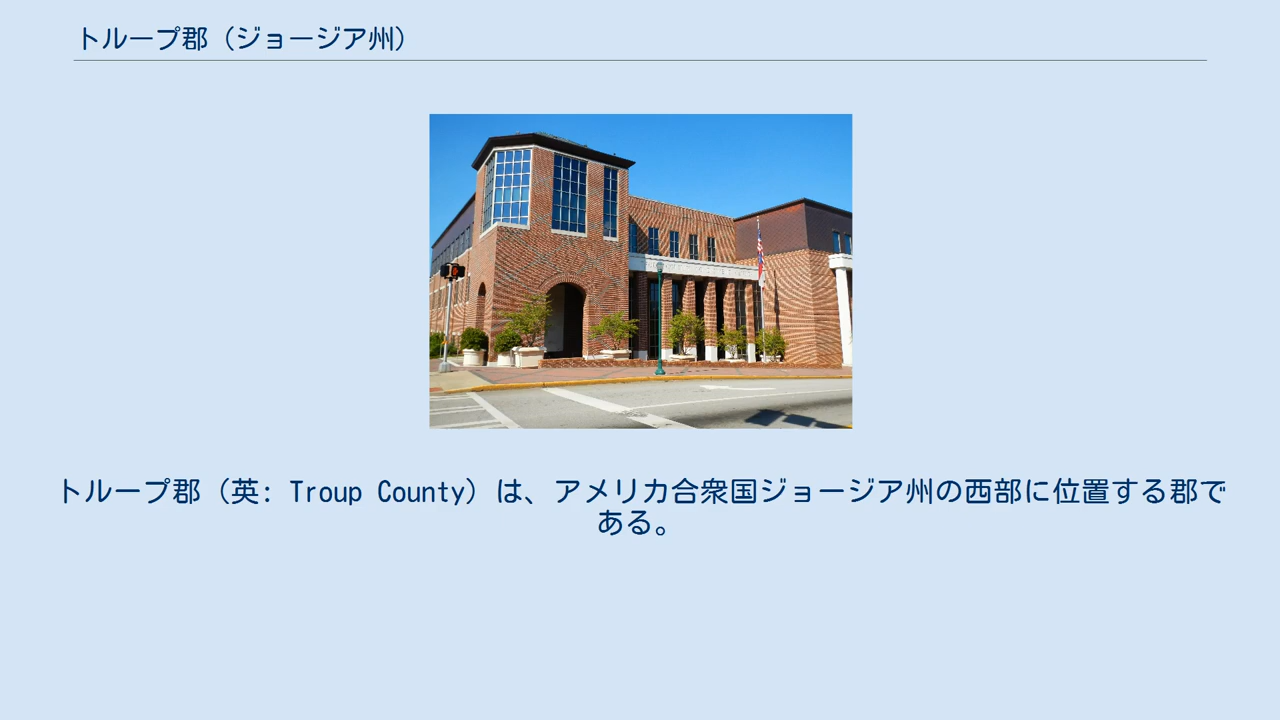 トループ郡（ジョージア州）
トループ郡（英: Troup County）は、アメリカ合衆国ジョージア州の西部に位置する郡で
ある。